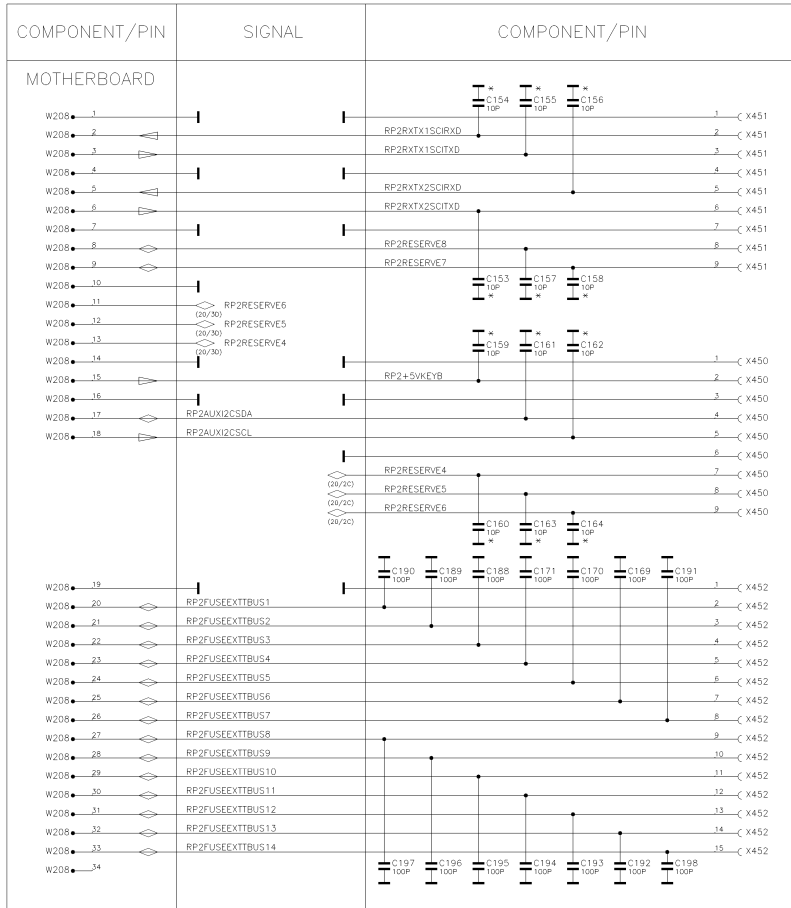 COMPONENT/PIN SIGNAL COMPONENT/PIN
MOTHERBOARD
* * *
C154 C155 C156
10P 10P 10P
W208 1 1 X451
W208 2 RP2RXTX1SCIRXD 2 X451
W208 3 RP2RXTX1SCITXD 3 X451
W208 4 4 X451
W208 5 RP2RXTX2SCIRXD 5 X451
W208 6 RP2RXTX2SCITXD 6 X451
W208 7 7 X451
W208 8 RP2RESERVE8 8 X451
W208 9 RP2RESERVE7 9 X451
W208 10 C153 C157 C158
10P 10P 10P
* * *
W208 11 RP2RESERVE6
(20/3D)
W208 12 RP2RESERVE5
(20/3D)
W208 13 RP2RESERVE4
(20/3D)
* * *
C159 C161 C162
10P 10P 10P
W208 14 1 X450
W208 15 RP2+5VKEYB 2 X450
W208 16 3 X450
W208 17 RP2AUXI2CSDA 4 X450
W208 18 RP2AUXI2CSCL 5 X450
6 X450
RP2RESERVE4 7 X450
(20/2C)
RP2RESERVE5 8 X450
(20/2C)
RP2RESERVE6 9 X450
(20/2C)
C160 C163 C164
10P 10P 10P
* * *
C190 C189 C188 C171 C170 C169 C191
100P 100P 100P 100P 100P 100P 100P
W208 19 1 X452
W208 20 RP2FUSEEXTTBUS1 2 X452
W208 21 RP2FUSEEXTTBUS2 3 X452
W208 22 RP2FUSEEXTTBUS3 4 X452
W208 23 RP2FUSEEXTTBUS4 5 X452
W208 24 RP2FUSEEXTTBUS5 6 X452
W208 25 RP2FUSEEXTTBUS6 7 X452
W208 26 RP2FUSEEXTTBUS7 8 X452
W208 27 RP2FUSEEXTTBUS8 9 X452
W208 28 RP2FUSEEXTTBUS9 10 X452
W208 29 RP2FUSEEXTTBUS10 11 X452
W208 30 RP2FUSEEXTTBUS11 12 X452
W208 31 RP2FUSEEXTTBUS12 13 X452
W208 32 RP2FUSEEXTTBUS13 14 X452
W208 33 RP2FUSEEXTTBUS14 15 X452
W208 34 C197 C196 C195 C194 C193 C192 C198
100P 100P 100P 100P 100P 100P 100P